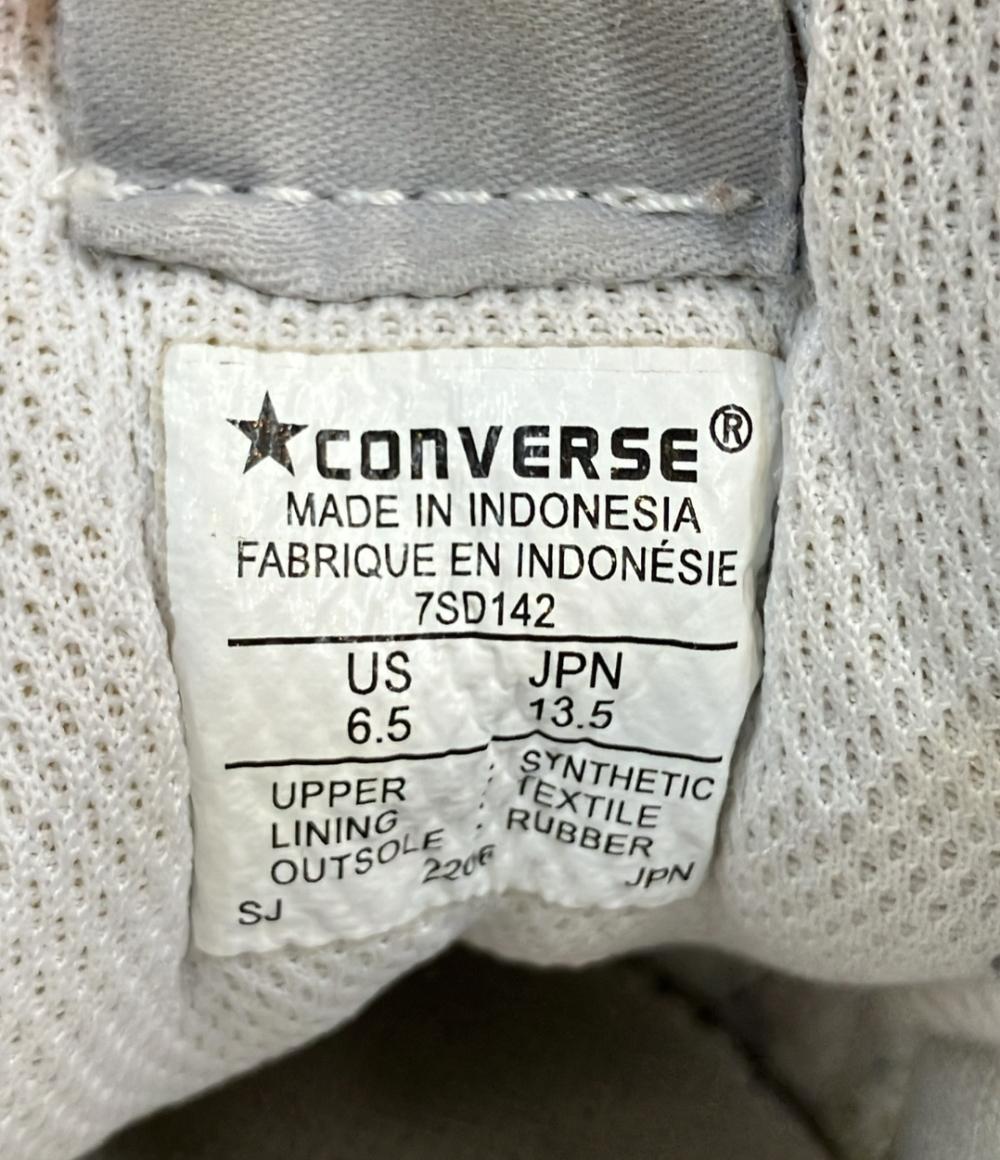 ★CONVERSE®
MADE IN INDONESIA
FABRIQUE EN INDONÉSIE
7SD142
US JPN
6.5 13.5
UPPER : SYNTHETIC
LINING : TEXTILE
OUTSOLE : RUBBER
SJ 2206 JPN